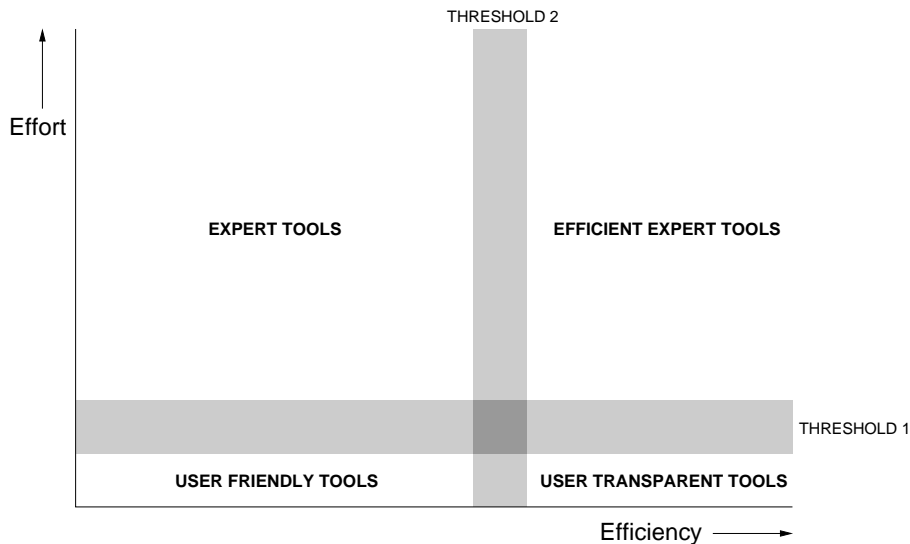 THRESHOLD 2
Effort
EXPERT TOOLS
EFFICIENT EXPERT TOOLS
THRESHOLD 1
USER FRIENDLY TOOLS
USER TRANSPARENT TOOLS
Efficiency